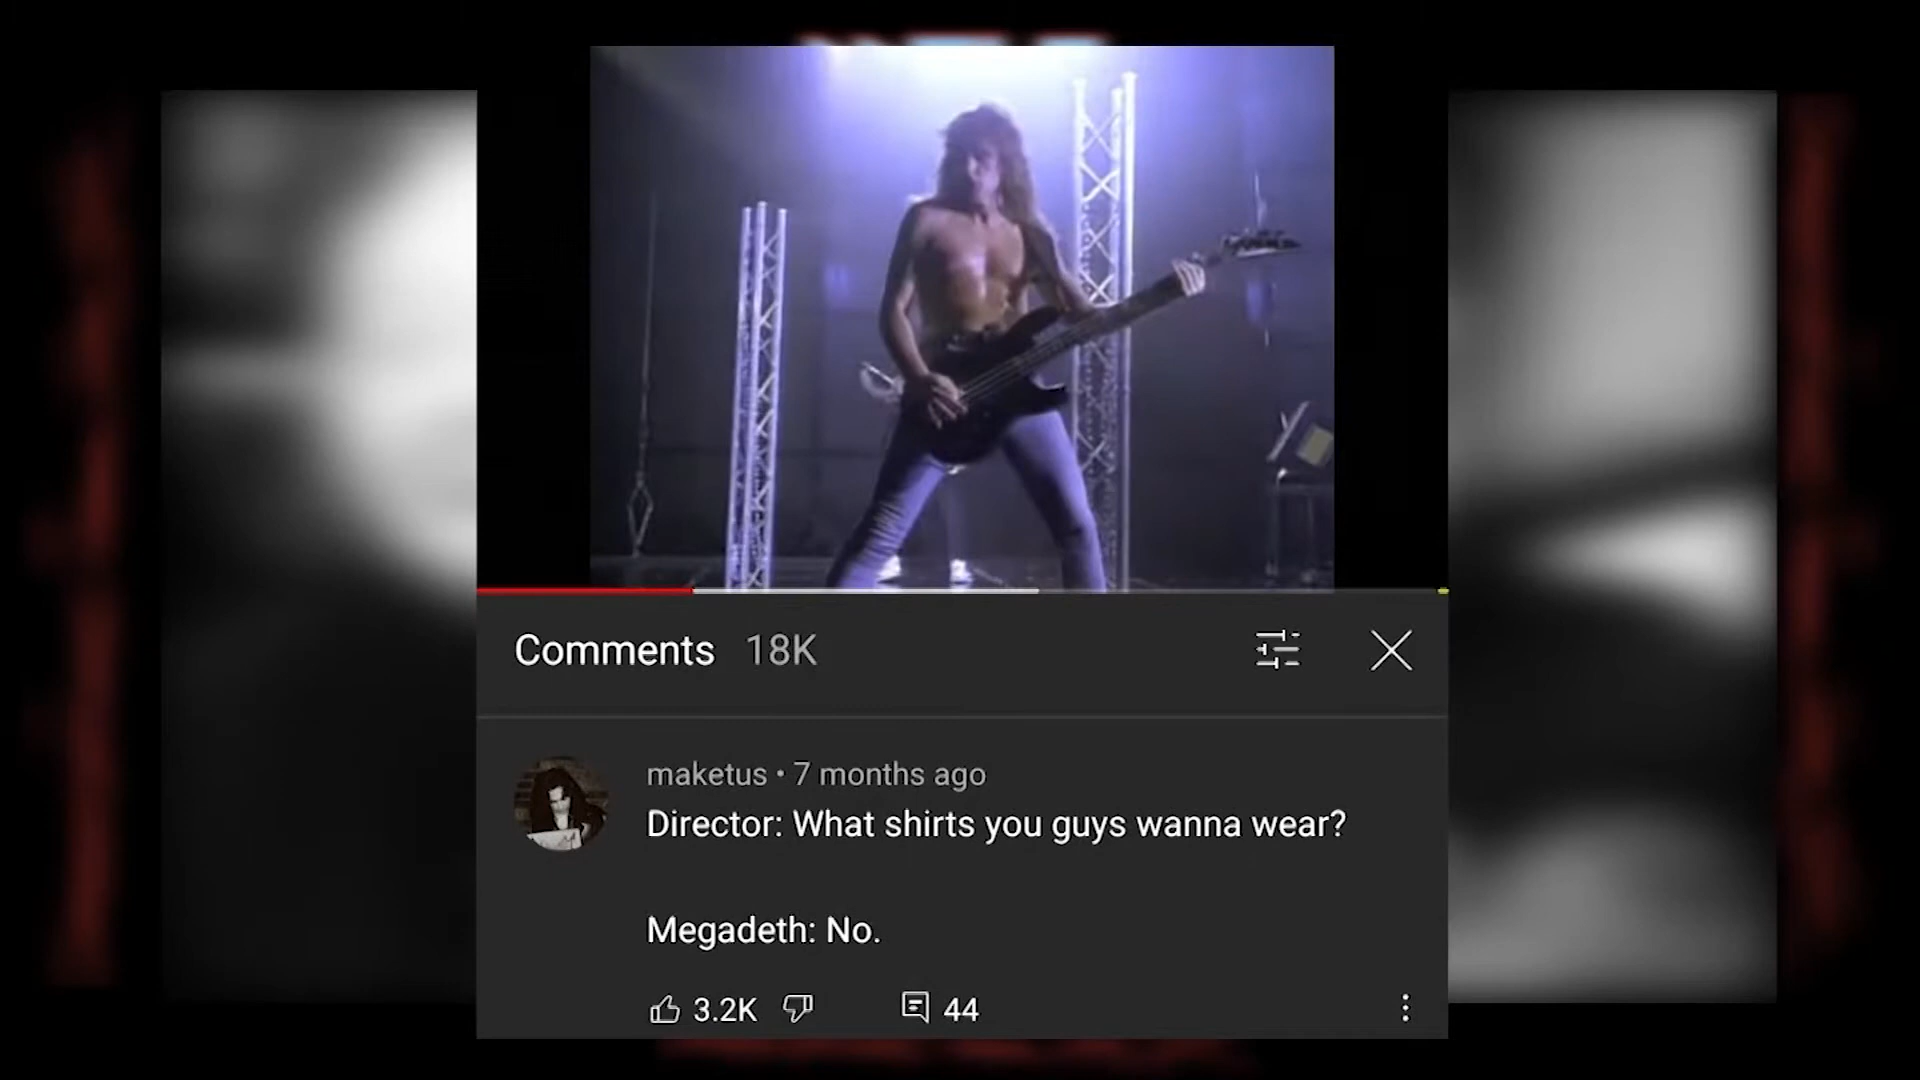 Comments 18K
maketus • 7 months ago
Director: What shirts you guys wanna wear?
Megadeth: No.
3.2K 44